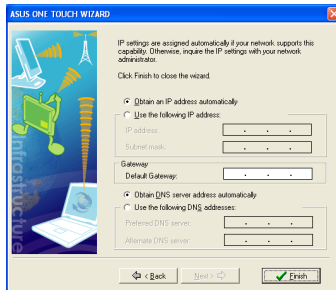 ASUS ONE TOUCH WIZARD
Infrastructure
IP settings are assigned automatically if your network supports this
capability. Otherwise, inquire the IP settings with your network
administrator.
Click Finish to close the wizard.
Obtain an IP address automatically
Use the following IP address:
IP address:
Subnet mask:
Gateway
Default Gateway:
Obtain DNS server address automatically
Use the following DNS addresses:
Preferred DNS server:
Alternate DNS server:
< Back
Next >
Finish